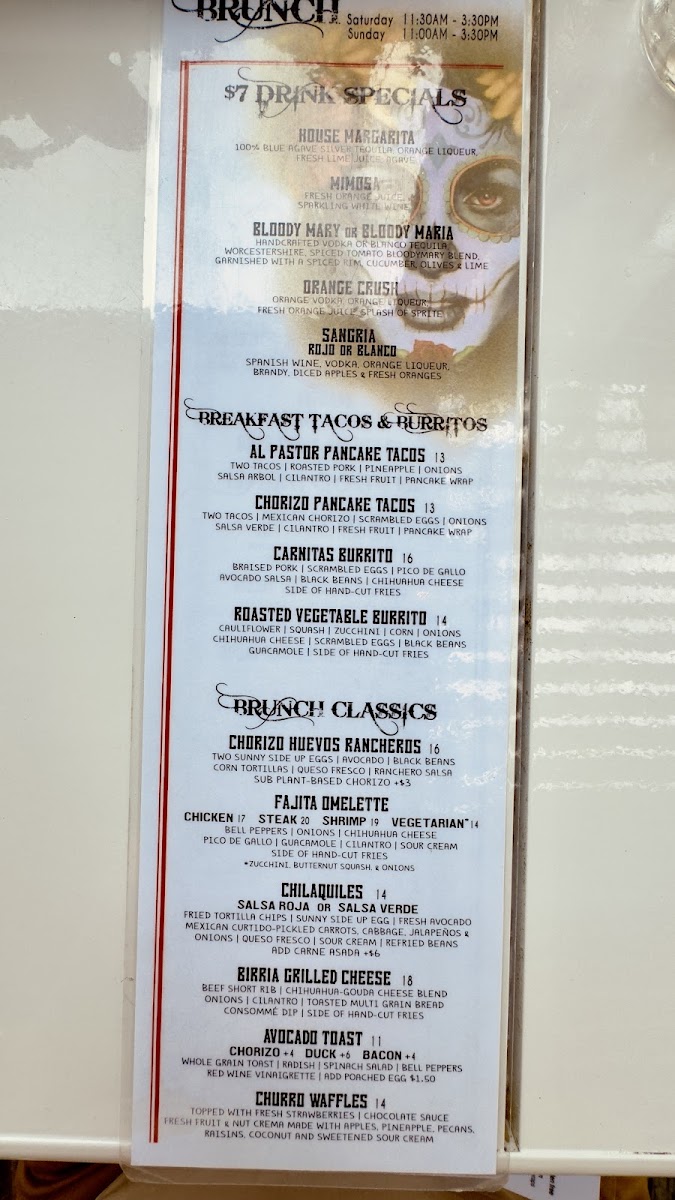 BRUNCH
Saturday 11:30AM - 3:30PM
Sunday 11:00AM - 3:30PM
$7 DRINK SPECIALS
HOUSE MARGARITA
100% BLUE AGAVE SILVER TEQUILA, ORANGE LIQUEUR,
FRESH LIME JUICE, AGAVE
MIMOSA
FRESH ORANGE JUICE
SPARKLING WHITE WINE
BLOODY MARY OR BLOODY MARIA
HANDCRAFTED VODKA OR BLANCO TEQUILA
WORCESTERSHIRE, SPICED TOMATO BLOODYMARY BLEND,
GARNISHED WITH A SPICED RIM, CUCUMBER, OLIVES & LIME
ORANGE CRUSH
ORANGE VODKA, ORANGE LIQUEUR
FRESH ORANGE JUICE, SPLASH OF SPRITE
SANGRIA
ROJO OR BLANCO
SPANISH WINE, VODKA, ORANGE LIQUEUR,
BRANDY, DICED APPLES & FRESH ORANGES
BREAKFAST TACOS & BURRITOS
AL PASTOR PANCAKE TACOS 13
TWO TACOS | ROASTED PORK | PINEAPPLE | ONIONS
SALSA ARBOL | CILANTRO | FRESH FRUIT | PANCAKE WRAP
CHORIZO PANCAKE TACOS 13
TWO TACOS | MEXICAN CHORIZO | SCRAMBLED EGGS | ONIONS
SALSA VERDE | CILANTRO | FRESH FRUIT | PANCAKE WRAP
CARNITAS BURRITO 16
BRAISED PORK | SCRAMBLED EGGS | PICO DE GALLO
AVOCADO SALSA | BLACK BEANS | CHIHUAHUA CHEESE
SIDE OF HAND-CUT FRIES
ROASTED VEGETABLE BURRITO 14
CAULIFLOWER | SQUASH | ZUCCHINI | CORN | ONIONS
CHIHUAHUA CHEESE | SCRAMBLED EGGS | BLACK BEANS
GUACAMOLE | SIDE OF HAND-CUT FRIES
BRUNCH CLASSICS
CHORIZO HUEVOS RANCHEROS 16
TWO SUNNY SIDE UP EGGS | AVOCADO | BLACK BEANS
CORN TORTILLAS | QUESO FRESCO | RANCHERO SALSA
SUB PLANT-BASED CHORIZO +$3
FAJITA OMELETTE
CHICKEN 17 STEAK 20 SHRIMP 19 VEGETARIAN* 14
BELL PEPPERS | ONIONS | CHIHUAHUA CHEESE
PICO DE GALLO | GUACAMOLE | CILANTRO | SOUR CREAM
SIDE OF HAND-CUT FRIES
*ZUCCHINI, BUTTERNUT SQUASH, & ONIONS
CHILAQUILES 14
SALSA ROJA OR SALSA VERDE
FRIED TORTILLA CHIPS | SUNNY SIDE UP EGG | FRESH AVOCADO
MEXICAN CURTIDO-PICKLED CARROTS, CABBAGE, JALAPEÑOS &
ONIONS | QUESO FRESCO | SOUR CREAM | REFRIED BEANS
ADD CARNE ASADA +$6
BIRRIA GRILLED CHEESE 18
BEEF SHORT RIB | CHIHUAHUA-GOUDA CHEESE BLEND
ONIONS | CILANTRO | TOASTED MULTI GRAIN BREAD
CONSOMMÉ DIP | SIDE OF HAND-CUT FRIES
AVOCADO TOAST 11
CHORIZO +4 DUCK +6 BACON +4
WHOLE GRAIN TOAST | RADISH | SPINACH SALAD | BELL PEPPERS
RED WINE VINAIGRETTE | ADD POACHED EGG $1.50
CHURRO WAFFLES 14
TOPPED WITH FRESH STRAWBERRIES | CHOCOLATE SAUCE
FRESH FRUIT & NUT CREMA MADE WITH APPLES, PINEAPPLE, PECANS,
RAISINS, COCONUT AND SWEETENED SOUR CREAM